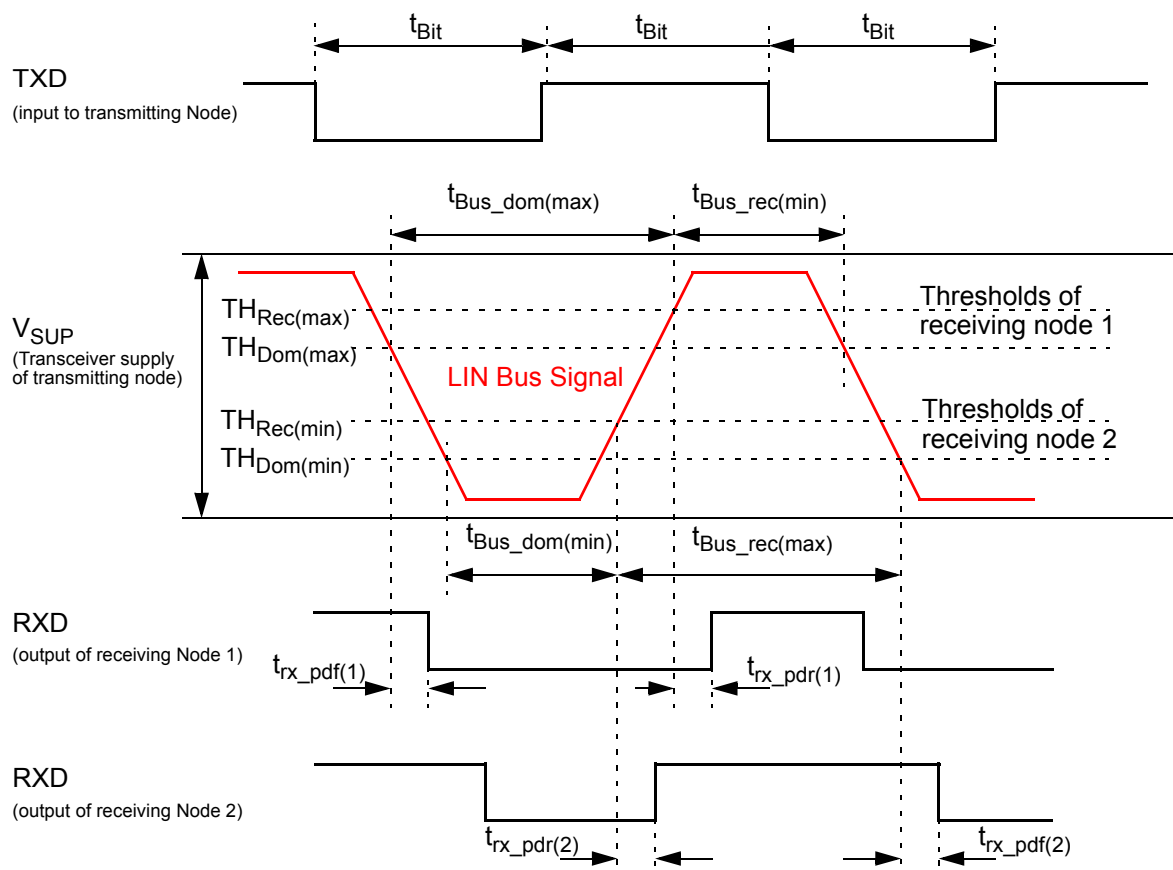 tBit tBit tBit
TXD
(input to transmitting Node)
tBus_dom(max) tBus_rec(min)
VSUP
(Transceiver supply
of transmitting node)
THRec(max)
THDom(max)
THRec(min)
THDom(min)
LIN Bus Signal
Thresholds of
receiving node 1
Thresholds of
receiving node 2
tBus_dom(min) tBus_rec(max)
RXD
(output of receiving Node 1)
trx_pdf(1) trx_pdr(1)
RXD
(output of receiving Node 2)
trx_pdr(2) trx_pdf(2)